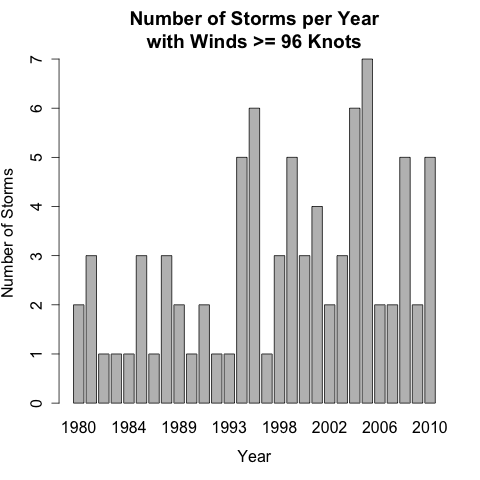 Number of Storms per Year
with Winds >= 96 Knots
7
6
5
4
3
2
1
0
Number of Storms
1980 1984 1989 1993 1998 2002 2006 2010
Year